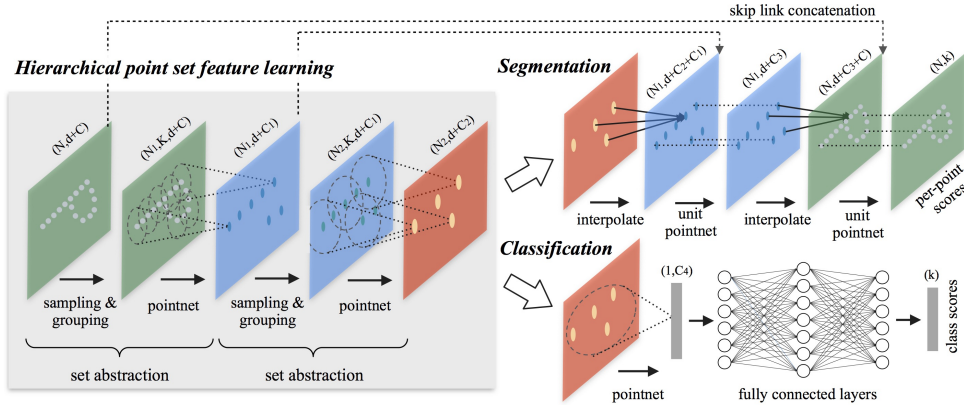 skip link concatenation
Hierarchical point set feature learning
(N,d+C)
(N1,K,d+C)
(N1,d+C1)
(N2,K,d+C1)
(N2,d+C2)
sampling &
grouping
pointnet
sampling &
grouping
pointnet
set abstraction
set abstraction
Segmentation
(N1,d+C2+C1)
(N1,d+C3)
(N,d+C3+C)
(N,k)
interpolate
unit
pointnet
interpolate
unit
pointnet
per-point
scores
Classification
(1,C4)
(k)
class scores
pointnet
fully connected layers